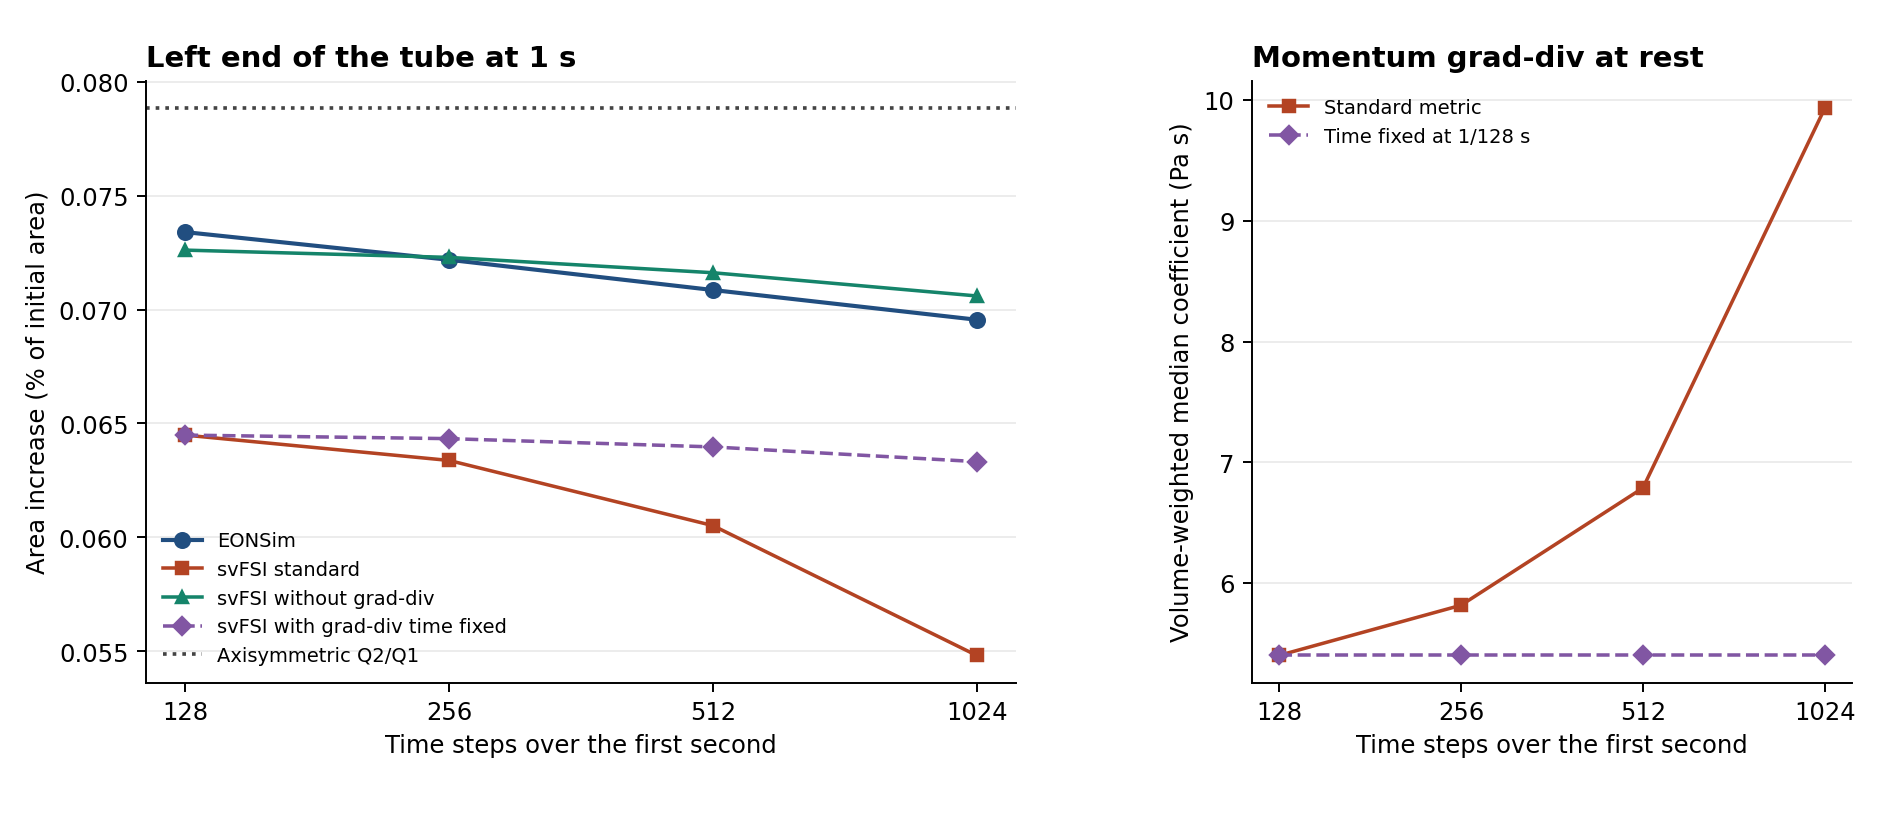 Left end of the tube at 1 s
Area increase (% of initial area)
0.080
0.075
0.070
0.065
0.060
0.055
EONSim
svFSI standard
svFSI without grad-div
svFSI with grad-div time fixed
Axisymmetric Q2/Q1
128 256 512 1024
Time steps over the first second
Momentum grad-div at rest
Volume-weighted median coefficient (Pa s)
10
9
8
7
6
Standard metric
Time fixed at 1/128 s
128 256 512 1024
Time steps over the first second